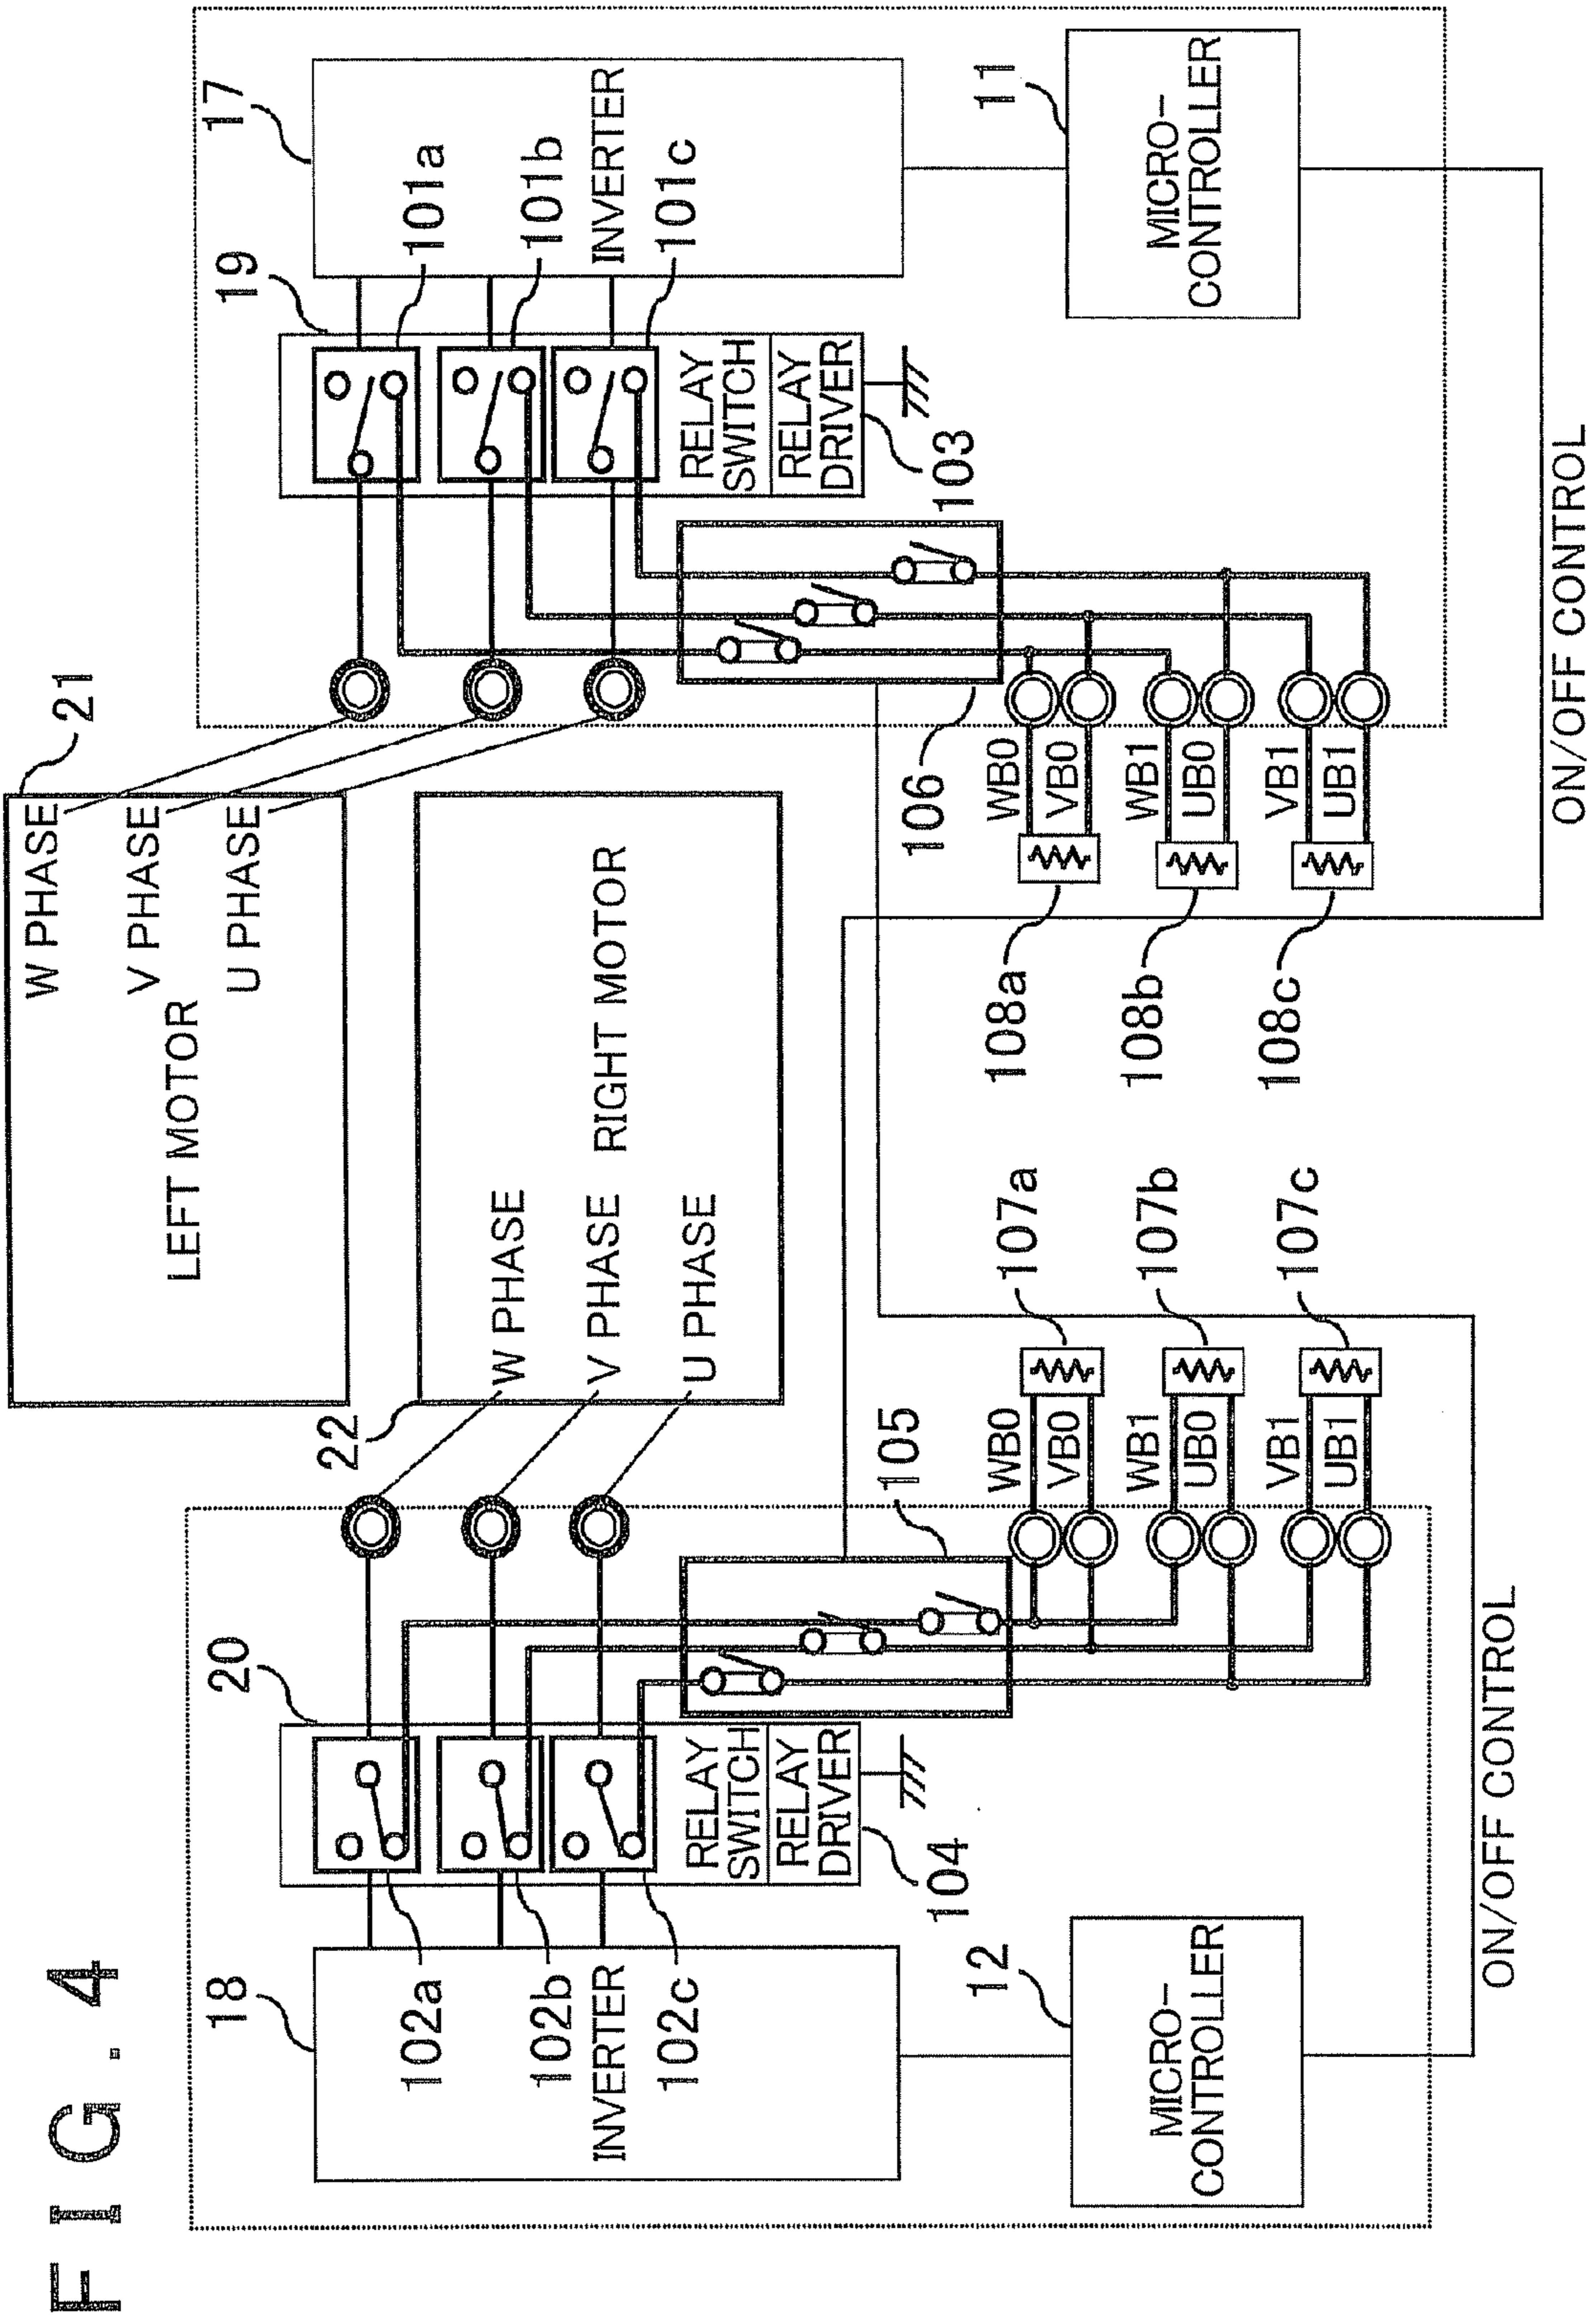 FIG. 4
18
102a
102b
INVERTER
102c
12
MICRO-
CONTROLLER
20
RELAY
SWITCH
RELAY
DRIVER
104
105
22
W PHASE
V PHASE
U PHASE
RIGHT MOTOR
21
W PHASE
V PHASE
U PHASE
LEFT MOTOR
WB0
VB0
WB1
UB0
VB1
UB1
107a
107b
107c
108a
108b
108c
WB0
VB0
WB1
UB0
VB1
UB1
106
19
RELAY
SWITCH
RELAY
DRIVER
103
17
101a
101b
INVERTER
101c
11
MICRO-
CONTROLLER
ON/OFF CONTROL
ON/OFF CONTROL